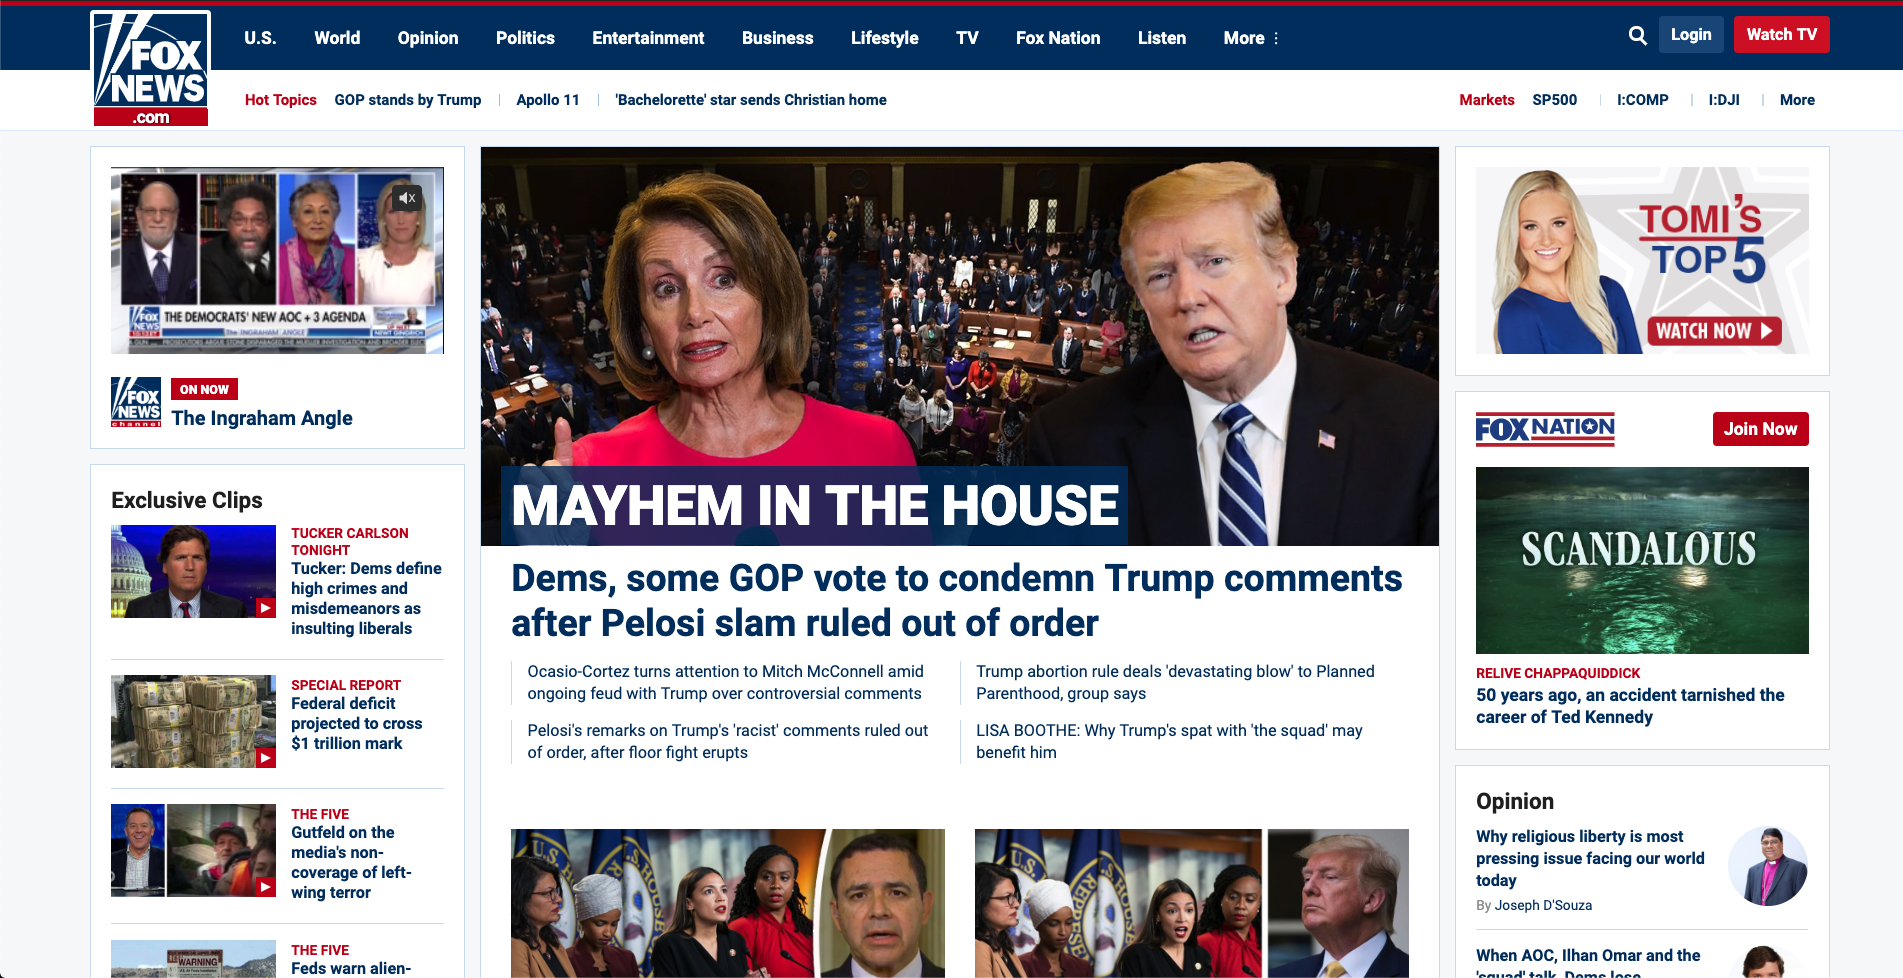 U.S. World Opinion Politics Entertainment Business Lifestyle TV Fox Nation Listen More
Login
Watch TV
FOX
NEWS
.com
Hot Topics GOP stands by Trump Apollo 11 'Bachelorette' star sends Christian home
Markets SP500 I:COMP I:DJI More
THE DEMOCRATS' NEW AOC + 3 AGENDA
The INGRAHAM ANGLE
NEWT GINGRICH
PROSECUTORS ARGUE STONE DISPARAGED THE MUELLER INVESTIGATION AND BROADER
FOX
NEWS
channel
ON NOW
The Ingraham Angle
Exclusive Clips
TUCKER CARLSON
TONIGHT
Tucker: Dems define
high crimes and
misdemeanors as
insulting liberals
SPECIAL REPORT
Federal deficit
projected to cross
$1 trillion mark
THE FIVE
Gutfeld on the
media's non-
coverage of left-
wing terror
WARNING
THE FIVE
Feds warn alien-
MAYHEM IN THE HOUSE
Dems, some GOP vote to condemn Trump comments
after Pelosi slam ruled out of order
Ocasio-Cortez turns attention to Mitch McConnell amid
ongoing feud with Trump over controversial comments
Pelosi's remarks on Trump's 'racist' comments ruled out
of order, after floor fight erupts
Trump abortion rule deals 'devastating blow' to Planned
Parenthood, group says
LISA BOOTHE: Why Trump's spat with 'the squad' may
benefit him
TOMI'S
TOP 5
WATCH NOW
FOX NATION
Join Now
SCANDALOUS
RELIVE CHAPPAQUIDDICK
50 years ago, an accident tarnished the
career of Ted Kennedy
Opinion
Why religious liberty is most
pressing issue facing our world
today
By Joseph D'Souza
When AOC, Ilhan Omar and the
'squad' talk, Dems lose